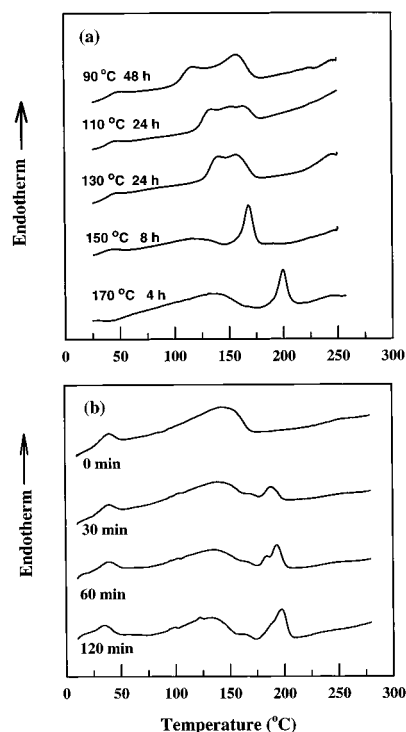 (a)
90 °C 48 h
110 °C 24 h
130 °C 24 h
150 °C 8 h
170 °C 4 h
Endotherm
0 50 100 150 200 250 300
(b)
0 min
30 min
60 min
120 min
Endotherm
0 50 100 150 200 250 300
Temperature (°C)